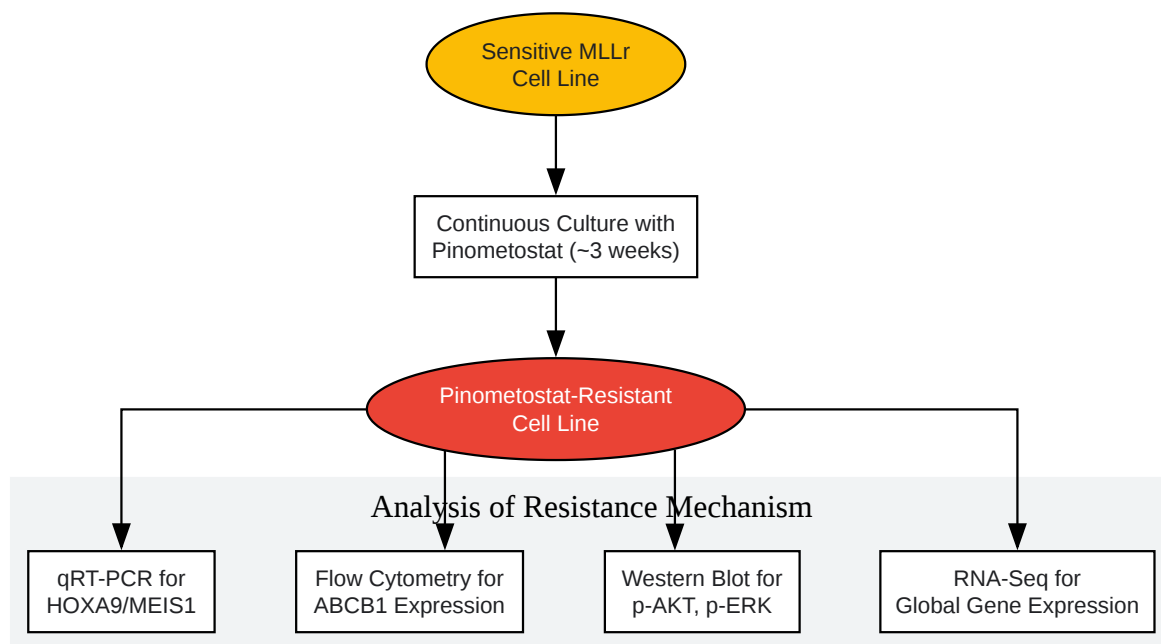 Sensitive MLLr
Cell Line
Continuous Culture with
Pinometostat (~3 weeks)
Pinometostat-Resistant
Cell Line
Analysis of Resistance Mechanism
qRT-PCR for
HOXA9/MEIS1
Flow Cytometry for
ABCB1 Expression
Western Blot for
p-AKT, p-ERK
RNA-Seq for
Global Gene Expression